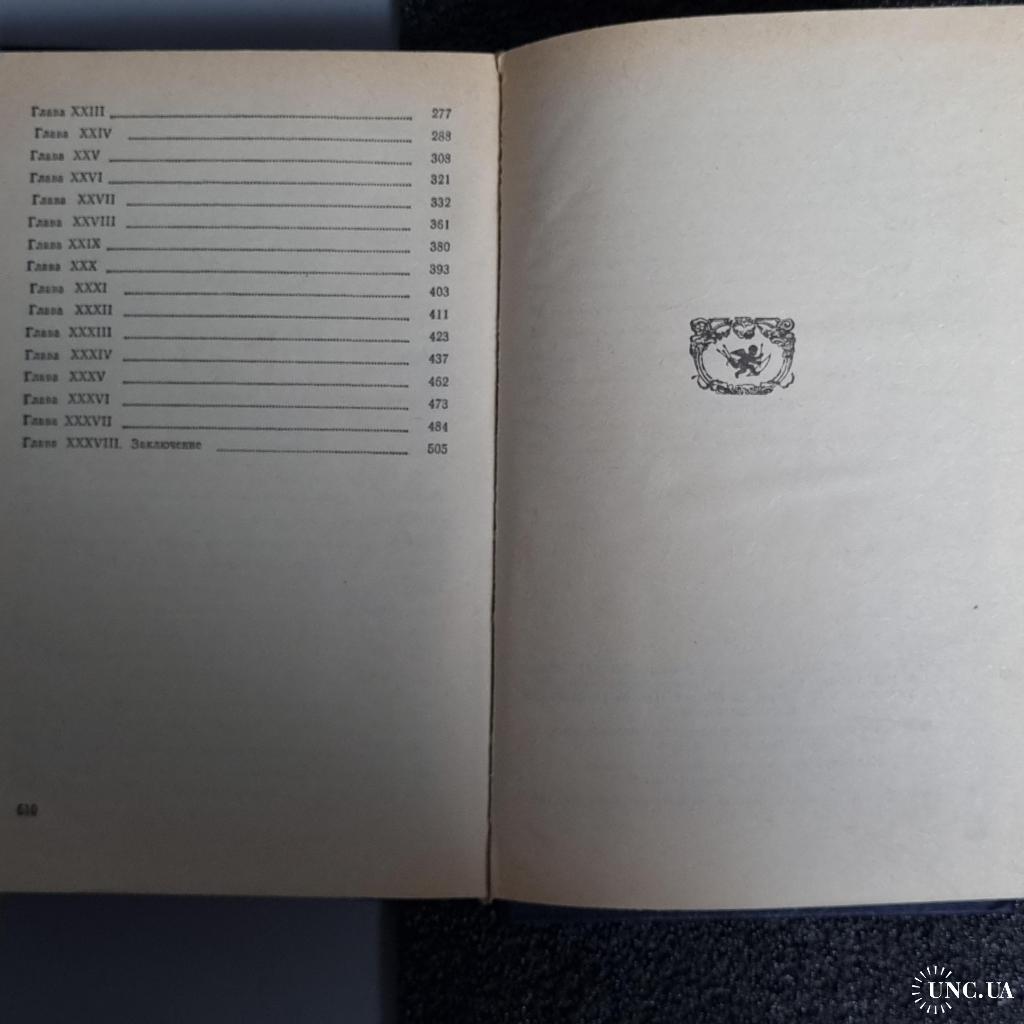 Глава XXIII 277
Глава XXIV 288
Глава XXV 308
Глава XXVI 321
Глава XXVII 332
Глава XXVIII 361
Глава XXIX 380
Глава XXX 393
Глава XXXI 403
Глава XXXII 411
Глава XXXIII 423
Глава XXXIV 437
Глава XXXV 462
Глава XXXVI 473
Глава XXXVII 484
Глава XXXVIII. Заключение 505
UNC.UA